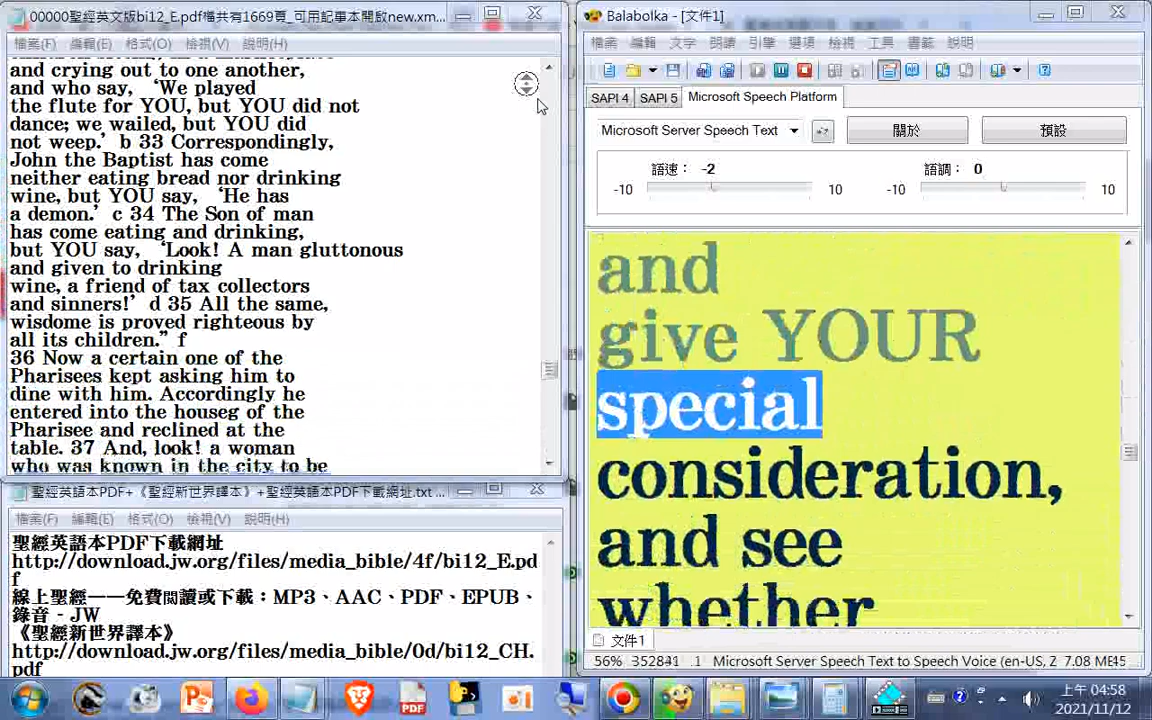 00000聖經英文版bi12_E.pdf檔共有1669頁_可用記事本開啟new.xm...
檔案(F) 編輯(E) 格式(O) 檢視(V) 說明(H)
and crying out to one another,
and who say, ‘We played
the flute for YOU, but YOU did not
dance; we wailed, but YOU did
not weep.’ b 33 Correspondingly,
John the Baptist has come
neither eating bread nor drinking
wine, but YOU say, ‘He has
a demon.’ c 34 The Son of man
has come eating and drinking,
but YOU say, ‘Look! A man gluttonous
and given to drinking
wine, a friend of tax collectors
and sinners!’ d 35 All the same,
wisdome is proved righteous by
all its children.” f
36 Now a certain one of the
Pharisees kept asking him to
dine with him. Accordingly he
entered into the houseg of the
Pharisee and reclined at the
table. 37 And, look! a woman
who was known in the city to be
聖經英語本PDF+《聖經新世界譯本》+聖經英語本PDF下載網址.txt ...
檔案(F) 編輯(E) 格式(O) 檢視(V) 說明(H)
聖經英語本PDF下載網址
http://download.jw.org/files/media_bible/4f/bi12_E.pd
f
線上聖經——免費閱讀或下載：MP3、AAC、PDF、EPUB、
錄音 - JW
《聖經新世界譯本》
http://download.jw.org/files/media_bible/0d/bi12_CH.
pdf
Balabolka - [文件1]
檔案 編輯 文字 朗讀 引擎 選項 檢視 工具 書籤 說明
SAPI 4 SAPI 5 Microsoft Speech Platform
Microsoft Server Speech Text 關於 預設
語速： -2 語調： 0
-10 10 -10 10
and
give YOUR
special
consideration,
and see
whether
文件1
56% 352841 .1 Microsoft Server Speech Text to Speech Voice (en-US, 2 7.08 ME45
上午 04:58
2021/11/12